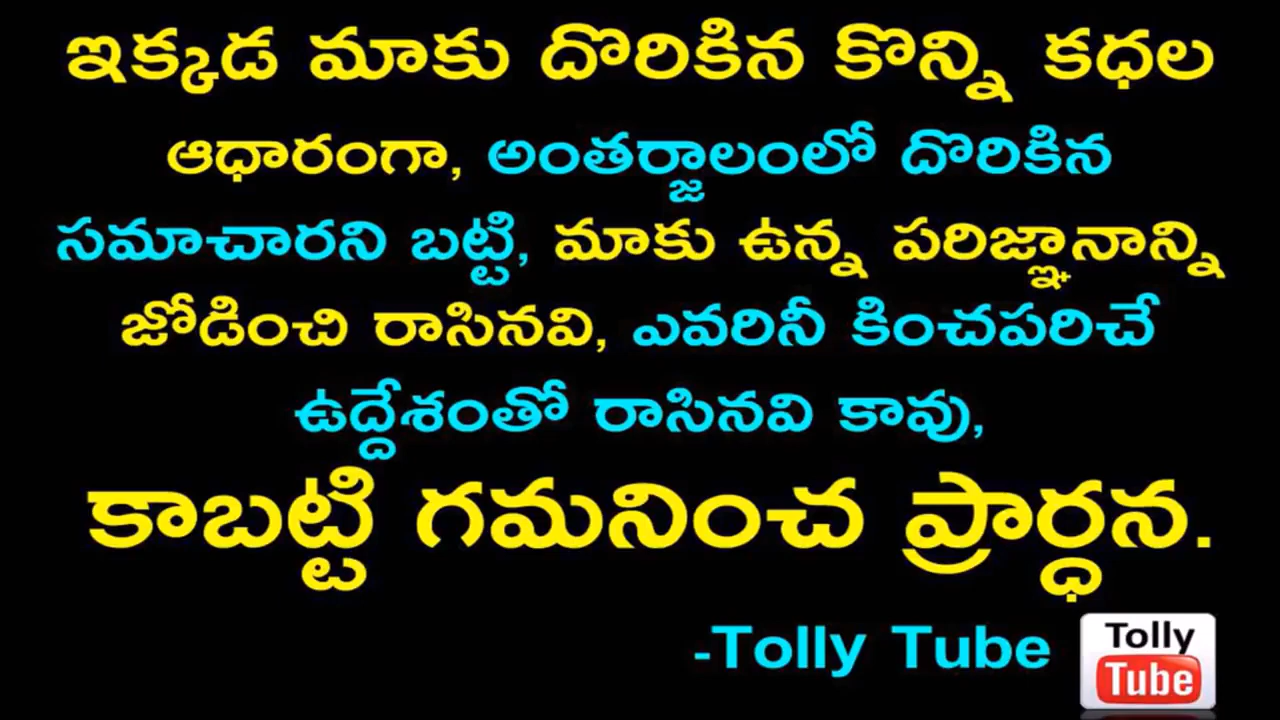 ఇక్కడ మాకు దొరికిన కొన్ని కధల
ఆధారంగా, అంతర్జాలంలో దొరికిన
సమాచారని బట్టి, మాకు ఉన్న పరిజ్ఞానాన్ని
జోడించి రాసినవి, ఎవరినీ కించపరిచే
ఉద్దేశంతో రాసినవి కావు,
కాబట్టి గమనించ ప్రార్ధన.
-Tolly Tube
Tolly
Tube